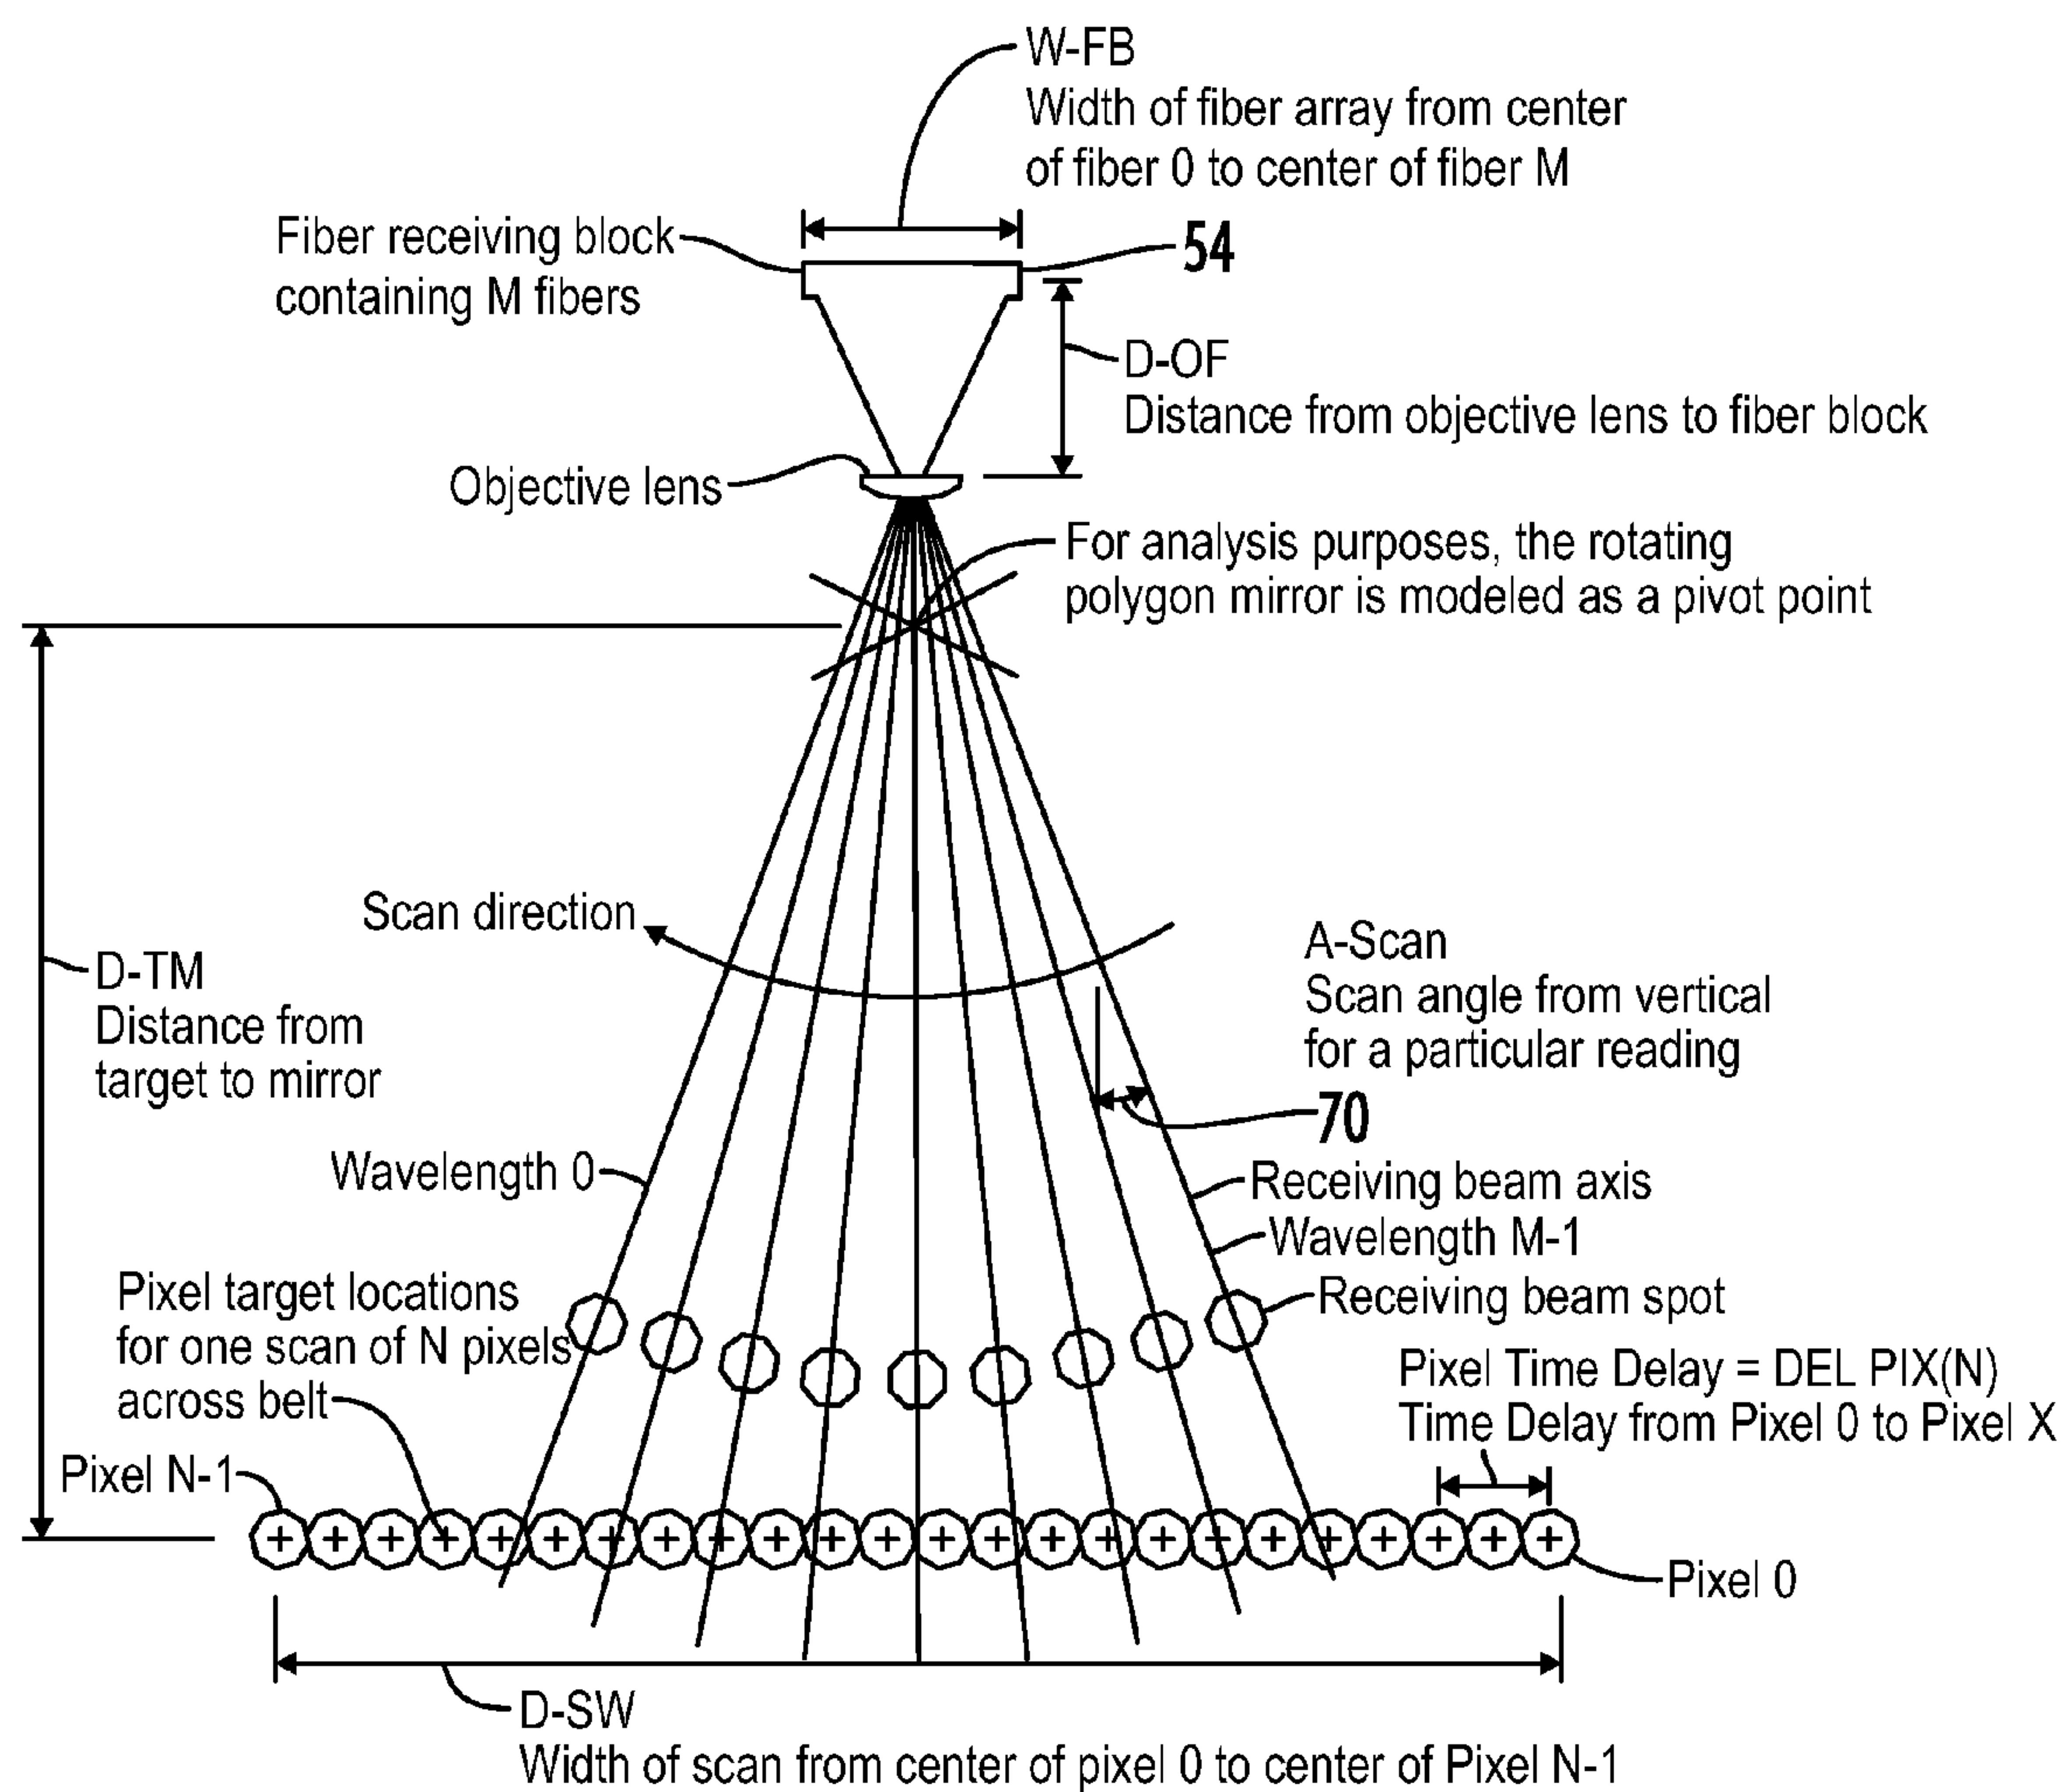 W-FB
Width of fiber array from center
of fiber 0 to center of fiber M
Fiber receiving block
containing M fibers
54
D-OF
Distance from objective lens to fiber block
Objective lens
For analysis purposes, the rotating
polygon mirror is modeled as a pivot point
Scan direction
A-Scan
Scan angle from vertical
for a particular reading
70
D-TM
Distance from
target to mirror
Wavelength 0
Receiving beam axis
Wavelength M-1
Receiving beam spot
Pixel target locations
for one scan of N pixels
across belt
Pixel Time Delay = DEL PIX(N)
Time Delay from Pixel 0 to Pixel X
Pixel N-1
Pixel 0
D-SW
Width of scan from center of pixel 0 to center of Pixel N-1